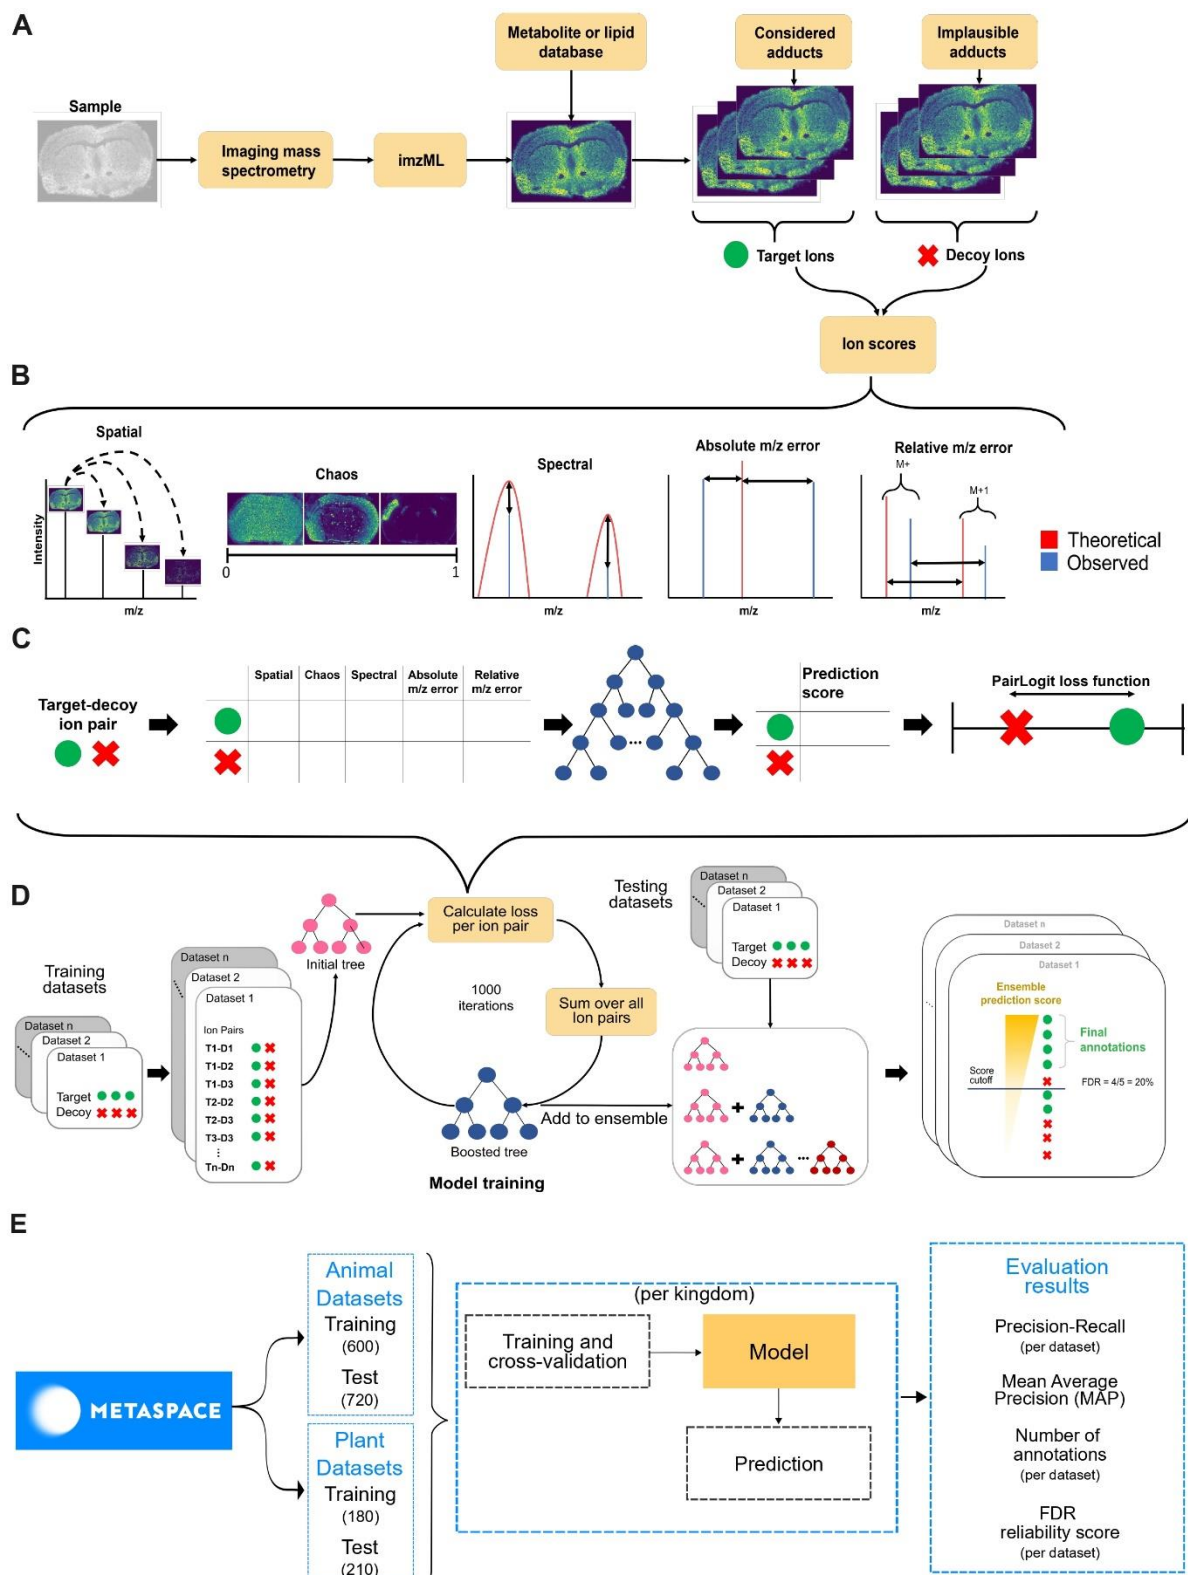 A
Metabolite or lipid
database
Considered
adducts
Implausible
adducts
Sample
Imaging mass
spectrometry
imzML
Target Ions
Decoy Ions
Ion scores
B
Spatial
Intensity
m/z
Chaos
0
1
Spectral
m/z
Absolute m/z error
m/z
Relative m/z error
M+
M+1
m/z
Theoretical
Observed
C
Target-decoy
ion pair
Spatial
Chaos
Spectral
Absolute
m/z error
Relative
m/z error
...
Prediction
score
PairLogit loss function
D
Training
datasets
Dataset n
Dataset 2
Dataset 1
Target
Decoy
Dataset n
Dataset 2
Dataset 1
Ion Pairs
T1-D1
T1-D2
T1-D3
T2-D2
T2-D3
T3-D3
⋮
Tn-Dn
Initial tree
Calculate loss
per ion pair
1000
iterations
Sum over all
Ion pairs
Boosted tree
Model training
Add to ensemble
Testing
datasets
Dataset n
Dataset 2
Dataset 1
Target
Decoy
+
+
...
Dataset n
Dataset 2
Dataset 1
Ensemble
prediction score
Final
annotations
Score
cutoff
FDR = 4/5 = 20%
E
METASPACE
Animal
Datasets
Training
(600)
Test
(720)
Plant
Datasets
Training
(180)
Test
(210)
(per kingdom)
Training and
cross-validation
Model
Prediction
Evaluation
results
Precision-Recall
(per dataset)
Mean Average
Precision (MAP)
Number of
annotations
(per dataset)
FDR
reliability score
(per dataset)